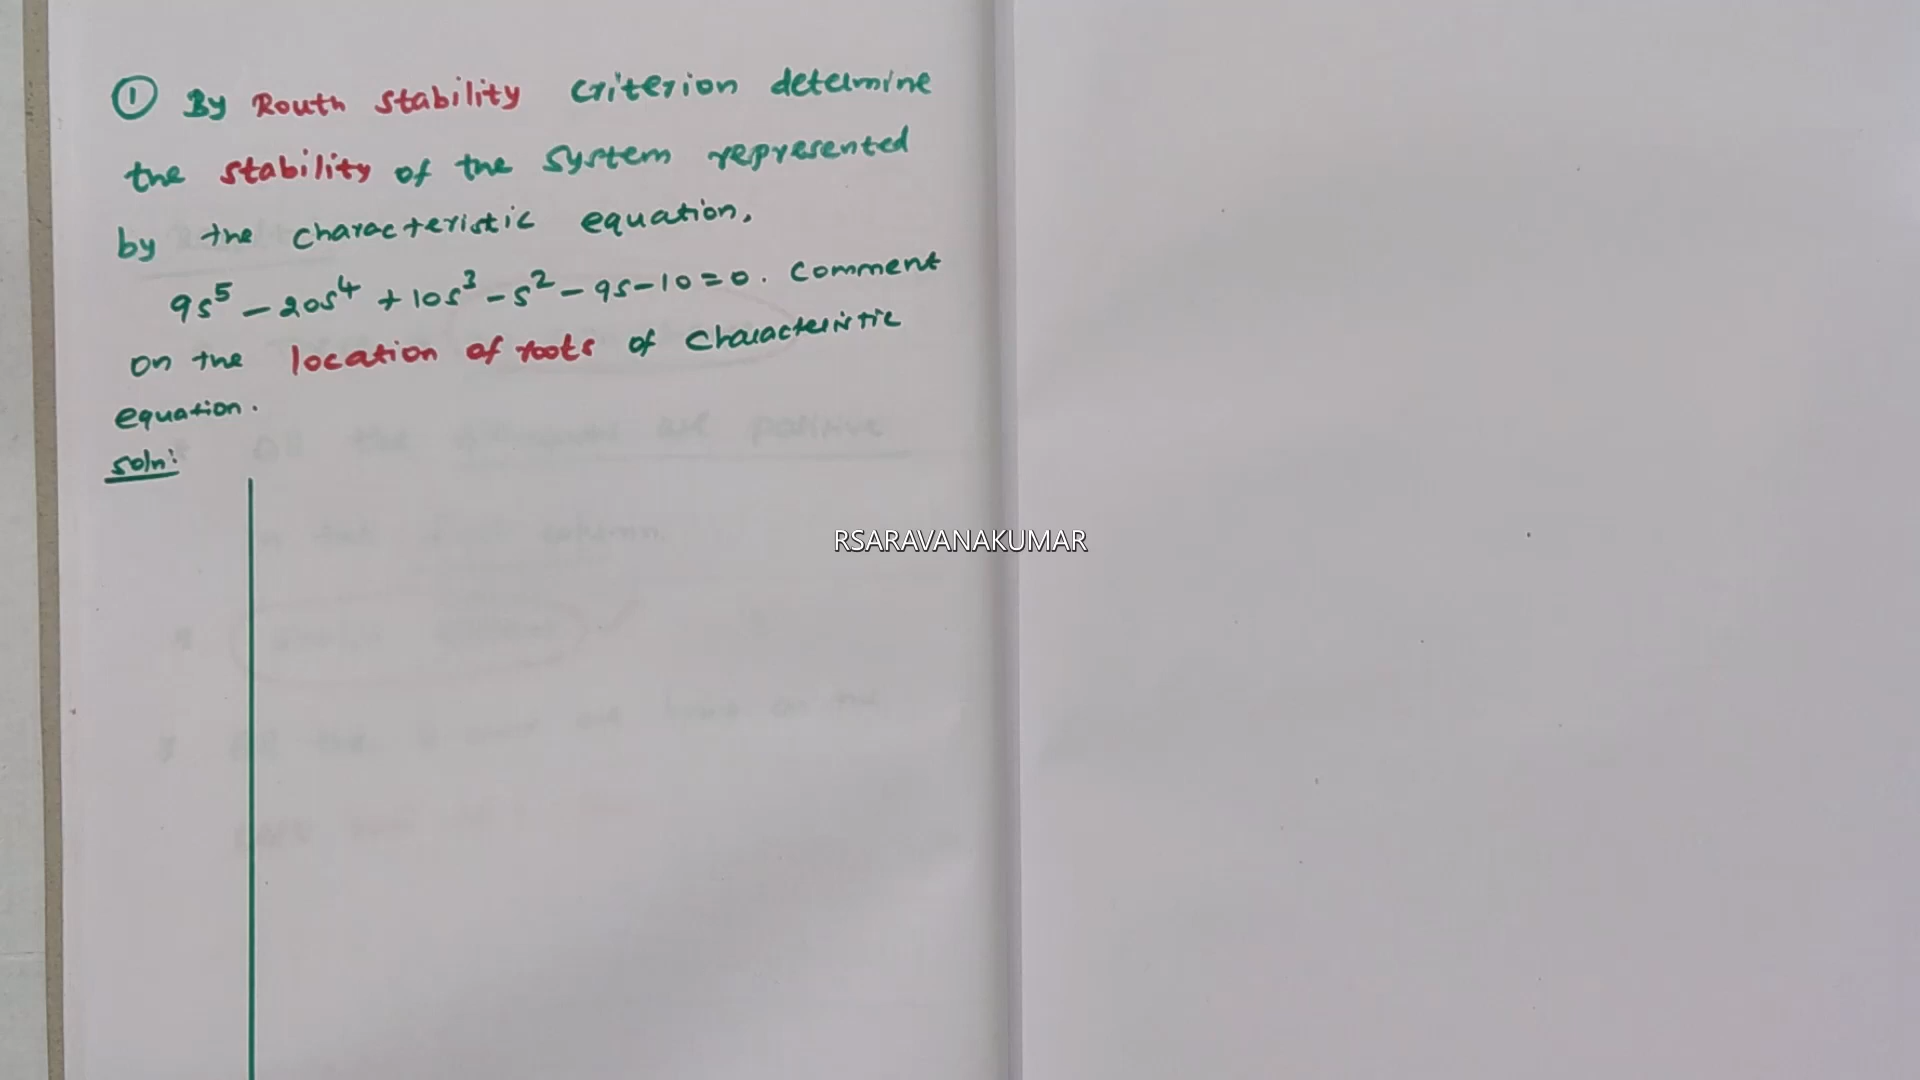 ① By Routh stability criterion determine
the stability of the system represented
by the characteristic equation,
9s⁵ - 20s⁴ + 10s³ - s² - 9s - 10 = 0. Comment
on the location of roots of characteristic
equation.
soln:
RSARAVANAKUMAR